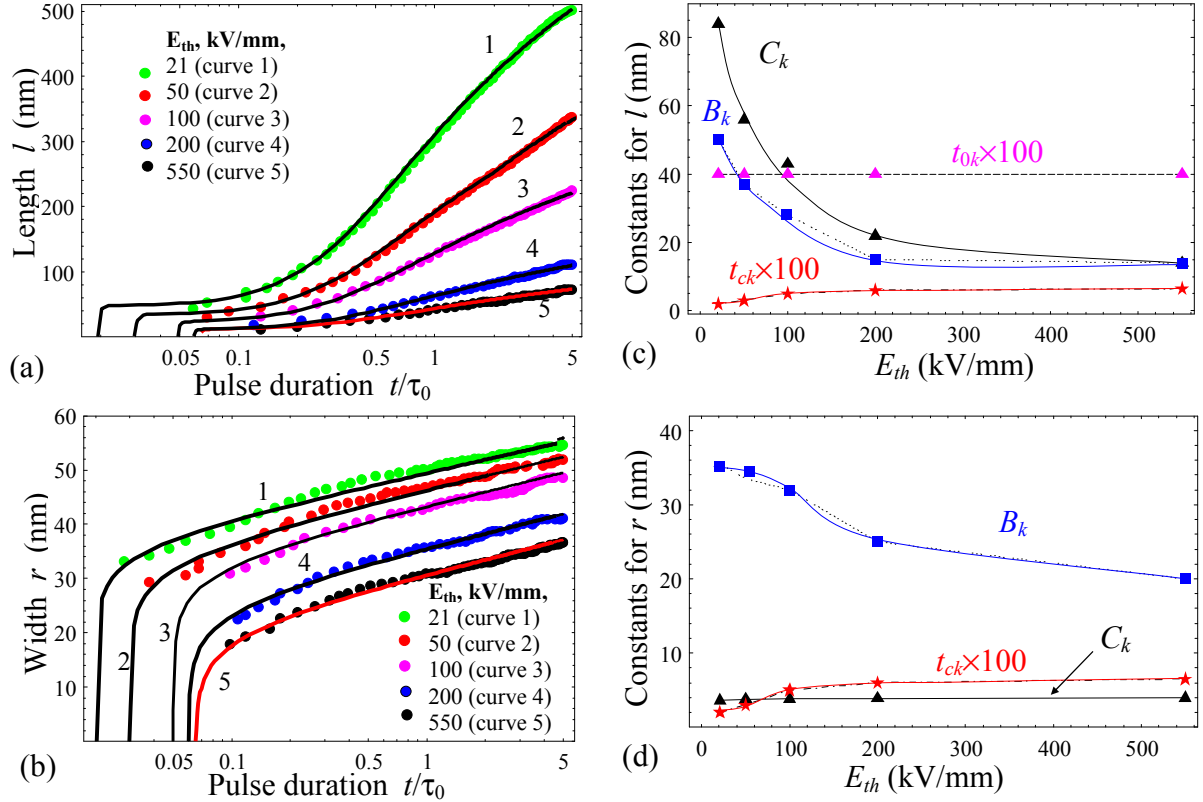 500
400
300
200
100
Length l (nm)
E_th, kV/mm,
21 (curve 1)
50 (curve 2)
100 (curve 3)
200 (curve 4)
550 (curve 5)
1
2
3
4
5
0.05 0.1 0.5 1 5
(a)
Pulse duration t/τ0
80
60
40
20
0
Constants for l (nm)
C_k
B_k
t_0k×100
t_ck×100
0 100 200 300 400 500
(c)
E_th (kV/mm)
60
50
40
30
20
10
Width r (nm)
1
2
3
4
5
E_th, kV/mm,
21 (curve 1)
50 (curve 2)
100 (curve 3)
200 (curve 4)
550 (curve 5)
0.05 0.1 0.5 1 5
(b)
Pulse duration t/τ0
40
30
20
10
Constants for r (nm)
B_k
C_k
t_ck×100
0 100 200 300 400 500
(d)
E_th (kV/mm)